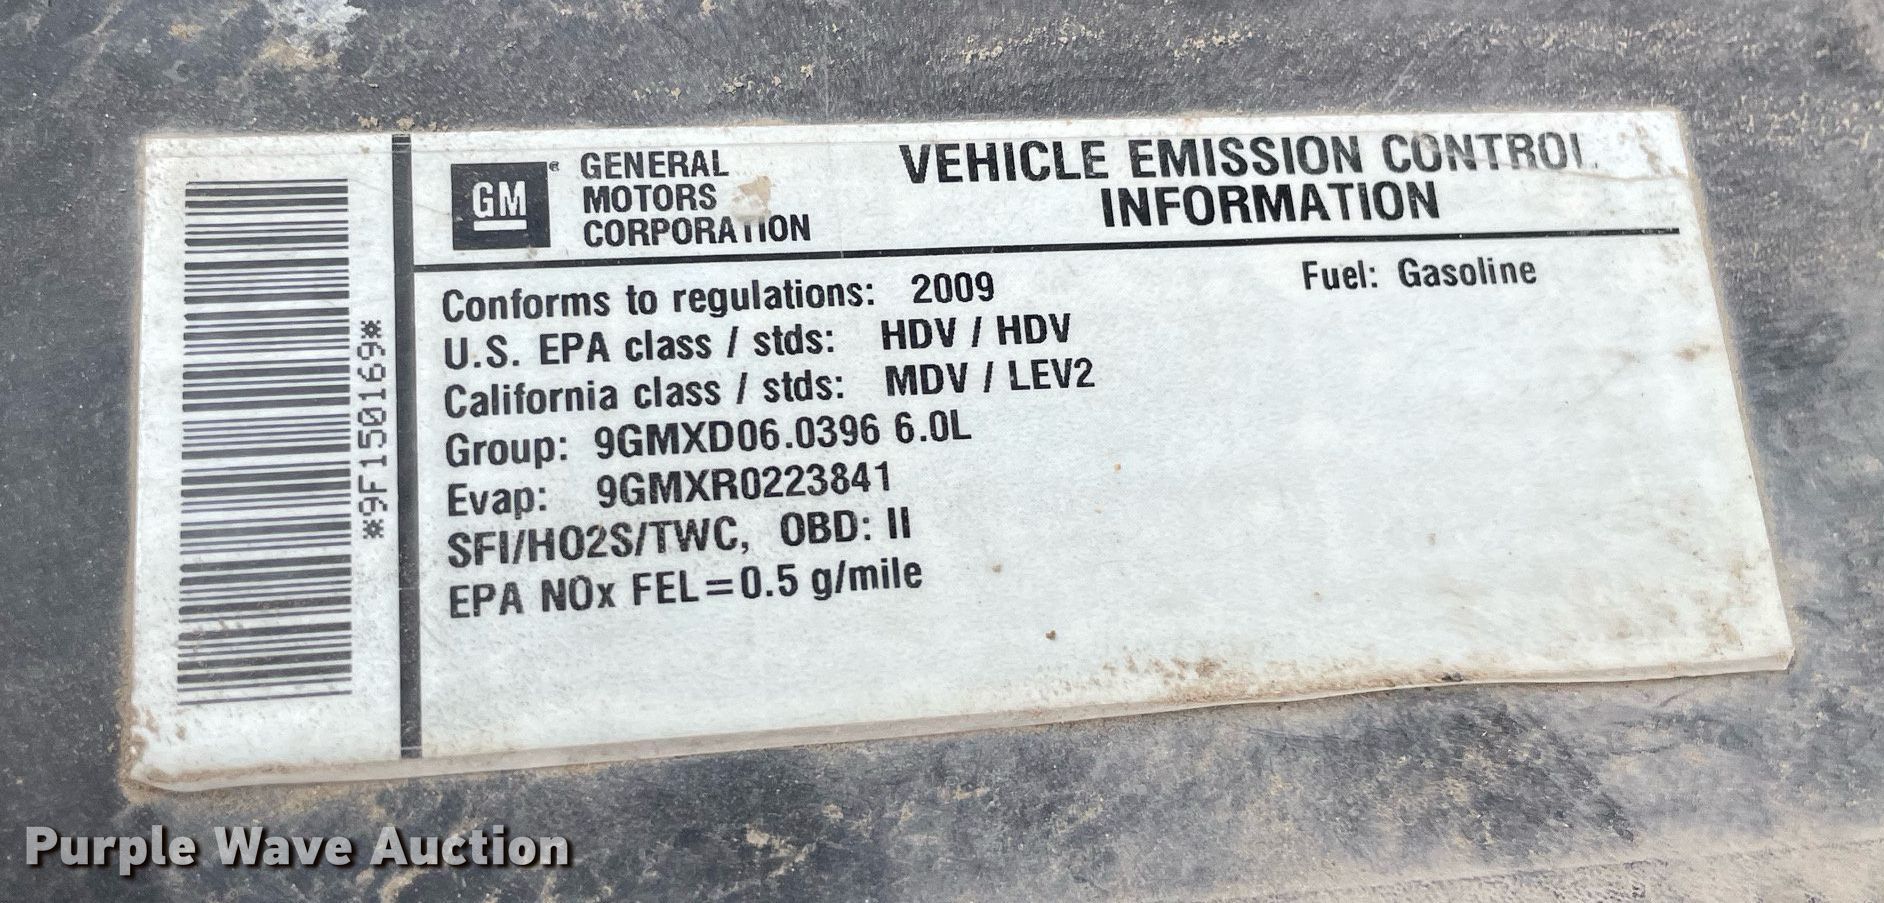 *9F150169*
GM
GENERAL
MOTORS
CORPORATION
VEHICLE EMISSION CONTROL
INFORMATION
Conforms to regulations: 2009
Fuel: Gasoline
U.S. EPA class / stds: HDV / HDV
California class / stds: MDV / LEV2
Group: 9GMXD06.0396 6.0L
Evap: 9GMXR0223841
SFI/HO2S/TWC, OBD: II
EPA NOx FEL=0.5 g/mile
Purple Wave Auction